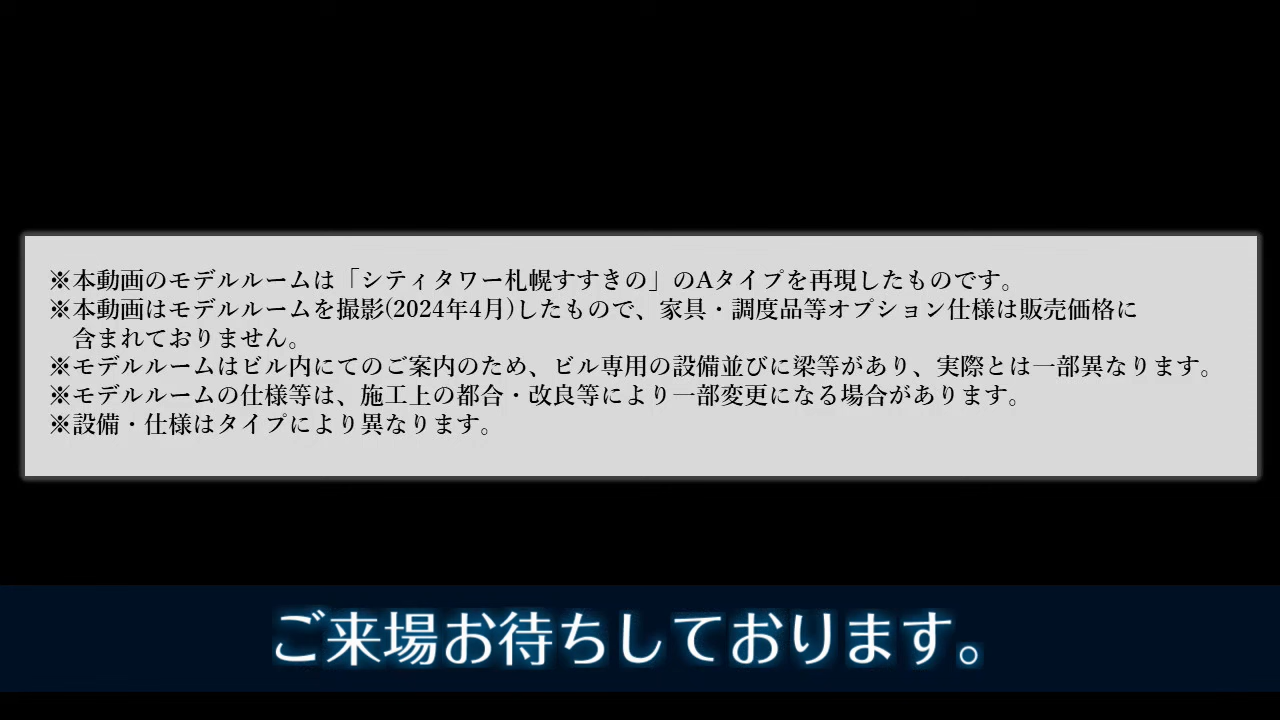 ※本動画のモデルルームは「シティタワー札幌すすきの」のAタイプを再現したものです。
※本動画はモデルルームを撮影(2024年4月)したもので、家具・調度品等オプション仕様は販売価格に
含まれておりません。
※モデルルームはビル内にてのご案内のため、ビル専用の設備並びに梁等があり、実際とは一部異なります。
※モデルルームの仕様等は、施工上の都合・改良等により一部変更になる場合があります。
※設備・仕様はタイプにより異なります。
ご来場お待ちしております。